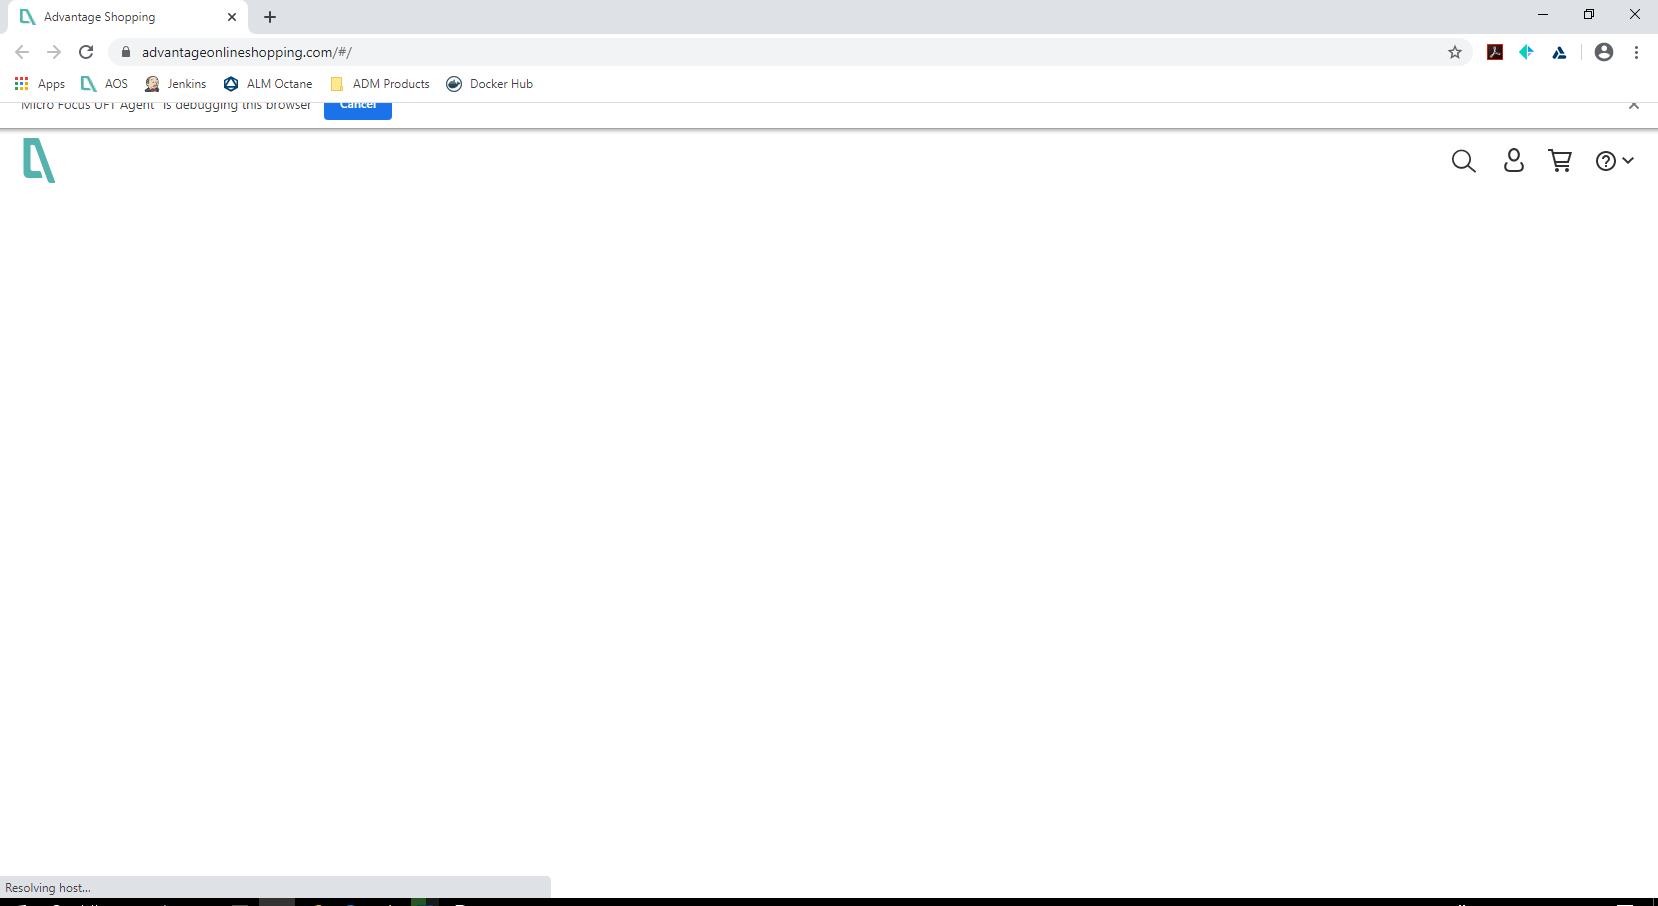 Advantage Shopping
advantageonlineshopping.com/#/
Apps AOS Jenkins ALM Octane ADM Products Docker Hub
"Micro Focus UFT Agent" is debugging this browser Cancel
Resolving host...